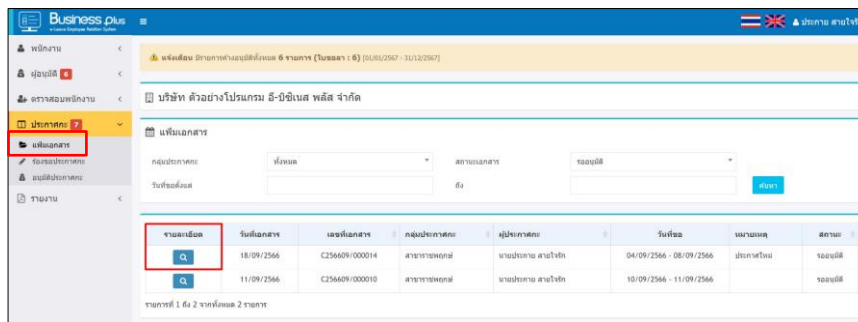 Business plus
e-Leave Employee Relation System
ประกาย สายใจรั
พนักงาน
ผู้อนุมัติ 6
ตรวจสอบพนักงาน
ประกาศกะ 7
แฟ้มเอกสาร
ร้องขอประกาศกะ
อนุมัติประกาศกะ
รายงาน
แจ้งเตือน มีรายการค้างอนุมัติทั้งหมด 6 รายการ (ใบขอลา : 6) [01/01/2567 - 31/12/2567]
บริษัท ตัวอย่างโปรแกรม อี-บิซิเนส พลัส จำกัด
แฟ้มเอกสาร
กลุ่มประกาศกะ ทั้งหมด สถานะเอกสาร รออนุมัติ
วันที่ขอตั้งแต่ ถึง ค้นหา
รายละเอียด วันที่เอกสาร เลขที่เอกสาร กลุ่มประกาศกะ ผู้ประกาศกะ วันที่ขอ หมายเหตุ สถานะ
18/09/2566 C256609/000014 สาขาราชพฤกษ์ นายประกาย สายใจรัก 04/09/2566 - 08/09/2566 ประกาศใหม่ รออนุมัติ
11/09/2566 C256609/000010 สาขาราชพฤกษ์ นายประกาย สายใจรัก 10/09/2566 - 11/09/2566 รออนุมัติ
รายการที่ 1 ถึง 2 จากทั้งหมด 2 รายการ